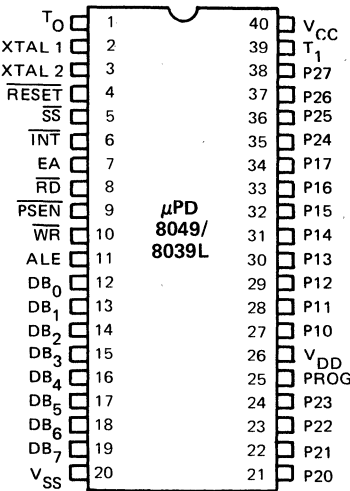 T0 1 40 VCC
XTAL 1 2 39 T1
XTAL 2 3 38 P27
RESET 4 37 P26
SS 5 36 P25
INT 6 35 P24
EA 7 34 P17
RD 8 33 P16
PSEN 9 32 P15
WR 10 31 P14
ALE 11 30 P13
DB0 12 29 P12
DB1 13 28 P11
DB2 14 27 P10
DB3 15 26 VDD
DB4 16 25 PROG
DB5 17 24 P23
DB6 18 23 P22
DB7 19 22 P21
VSS 20 21 P20
μPD
8049/
8039L